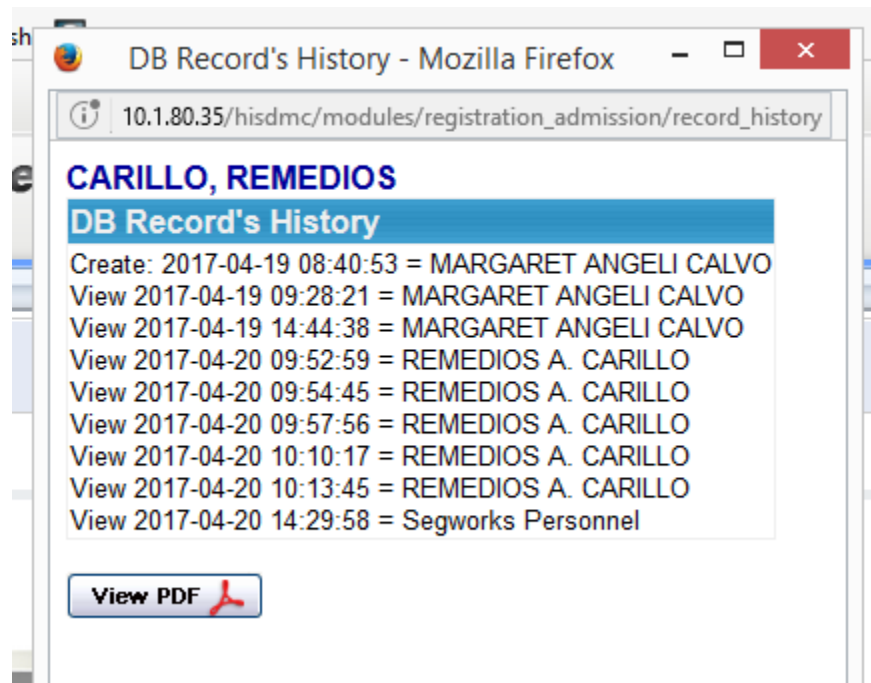 sh
DB Record's History - Mozilla Firefox
10.1.80.35/hisdmc/modules/registration_admission/record_history
e
CARILLO, REMEDIOS
DB Record's History
Create: 2017-04-19 08:40:53 = MARGARET ANGELI CALVO
View 2017-04-19 09:28:21 = MARGARET ANGELI CALVO
View 2017-04-19 14:44:38 = MARGARET ANGELI CALVO
View 2017-04-20 09:52:59 = REMEDIOS A. CARILLO
View 2017-04-20 09:54:45 = REMEDIOS A. CARILLO
View 2017-04-20 09:57:56 = REMEDIOS A. CARILLO
View 2017-04-20 10:10:17 = REMEDIOS A. CARILLO
View 2017-04-20 10:13:45 = REMEDIOS A. CARILLO
View 2017-04-20 14:29:58 = Segworks Personnel
View PDF